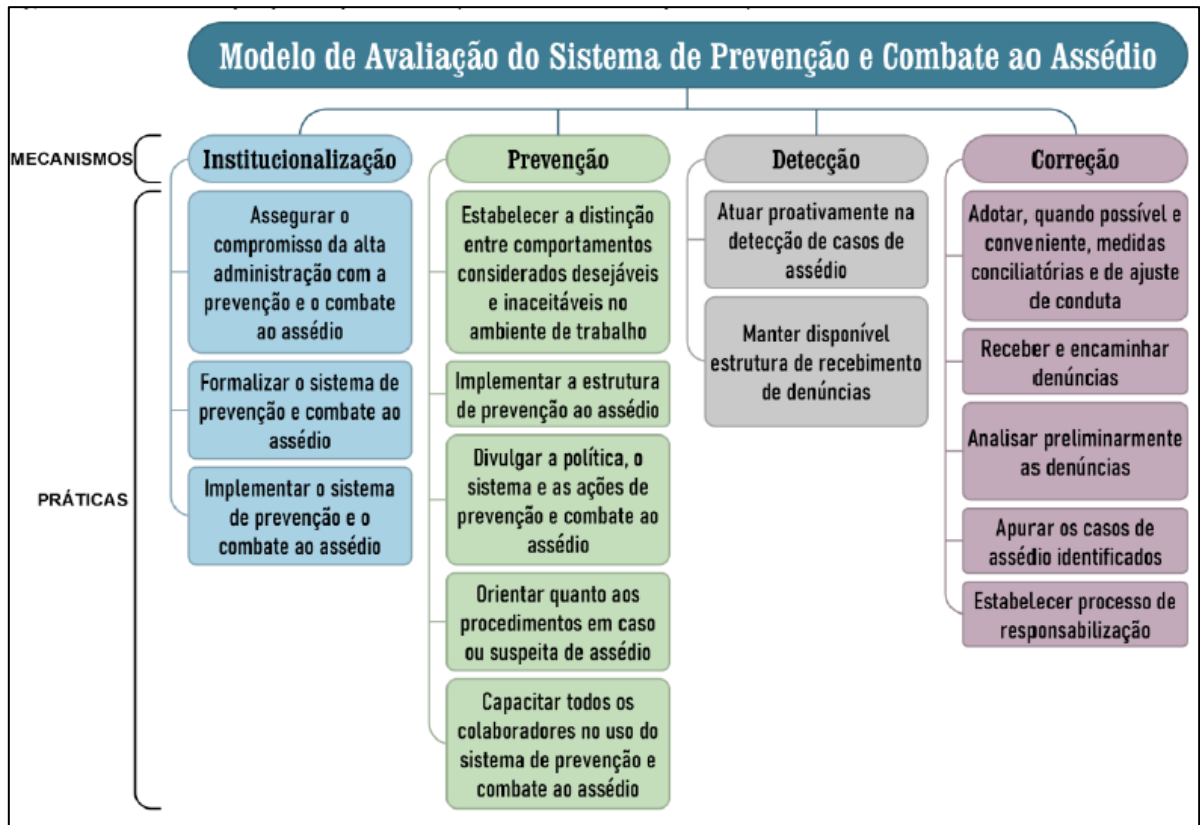 Modelo de Avaliação do Sistema de Prevenção e Combate ao Assédio
MECANISMOS
Institucionalização
Prevenção
Detecção
Correção
PRÁTICAS
Assegurar o
compromisso da alta
administração com a
prevenção e o combate
ao assédio
Formalizar o sistema de
prevenção e combate ao
assédio
Implementar o sistema
de prevenção e o
combate ao assédio
Estabelecer a distinção
entre comportamentos
considerados desejáveis
e inaceitáveis no
ambiente de trabalho
Implementar a estrutura
de prevenção ao assédio
Divulgar a política, o
sistema e as ações de
prevenção e combate ao
assédio
Orientar quanto aos
procedimentos em caso
ou suspeita de assédio
Capacitar todos os
colaboradores no uso do
sistema de prevenção e
combate ao assédio
Atuar proativamente na
detecção de casos de
assédio
Manter disponível
estrutura de recebimento
de denúncias
Adotar, quando possível e
conveniente, medidas
conciliatórias e de ajuste
de conduta
Receber e encaminhar
denúncias
Analisar preliminarmente
as denúncias
Apurar os casos de
assédio identificados
Estabelecer processo de
responsabilização